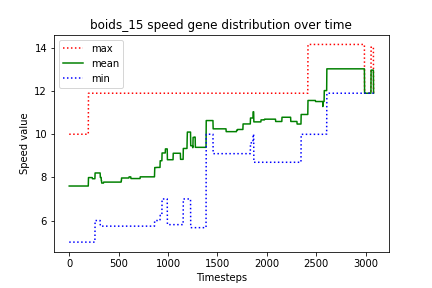 boids_15 speed gene distribution over time
max
mean
min
14
12
10
8
6
Speed value
0
500
1000
1500
2000
2500
3000
Timesteps